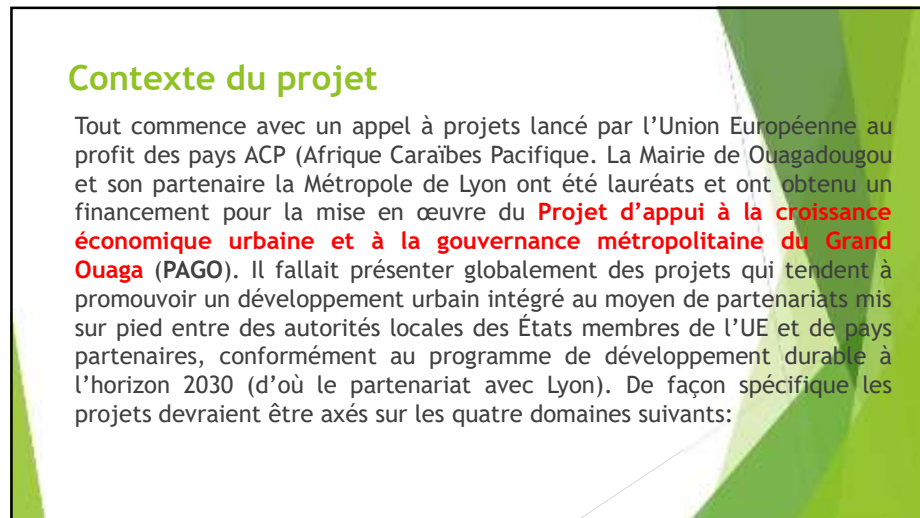 Contexte du projet
Tout commence avec un appel à projets lancé par l’Union Européenne au
profit des pays ACP (Afrique Caraïbes Pacifique. La Mairie de Ouagadougou
et son partenaire la Métropole de Lyon ont été lauréats et ont obtenu un
financement pour la mise en œuvre du Projet d’appui à la croissance
économique urbaine et à la gouvernance métropolitaine du Grand
Ouaga (PAGO). Il fallait présenter globalement des projets qui tendent à
promouvoir un développement urbain intégré au moyen de partenariats mis
sur pied entre des autorités locales des États membres de l’UE et de pays
partenaires, conformément au programme de développement durable à
l’horizon 2030 (d’où le partenariat avec Lyon). De façon spécifique les
projets devraient être axés sur les quatre domaines suivants: